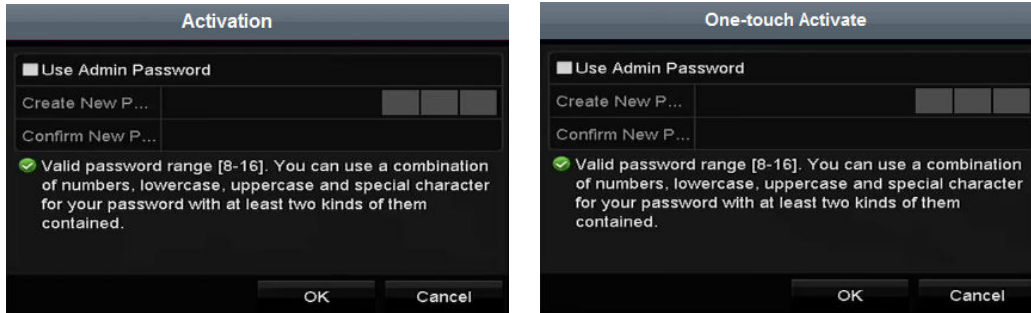 Activation
Use Admin Password
Create New P...
Confirm New P...
Valid password range [8-16]. You can use a combination
of numbers, lowercase, uppercase and special character
for your password with at least two kinds of them
contained.
OK Cancel
One-touch Activate
Use Admin Password
Create New P...
Confirm New P...
Valid password range [8-16]. You can use a combination
of numbers, lowercase, uppercase and special character
for your password with at least two kinds of them
contained.
OK Cancel